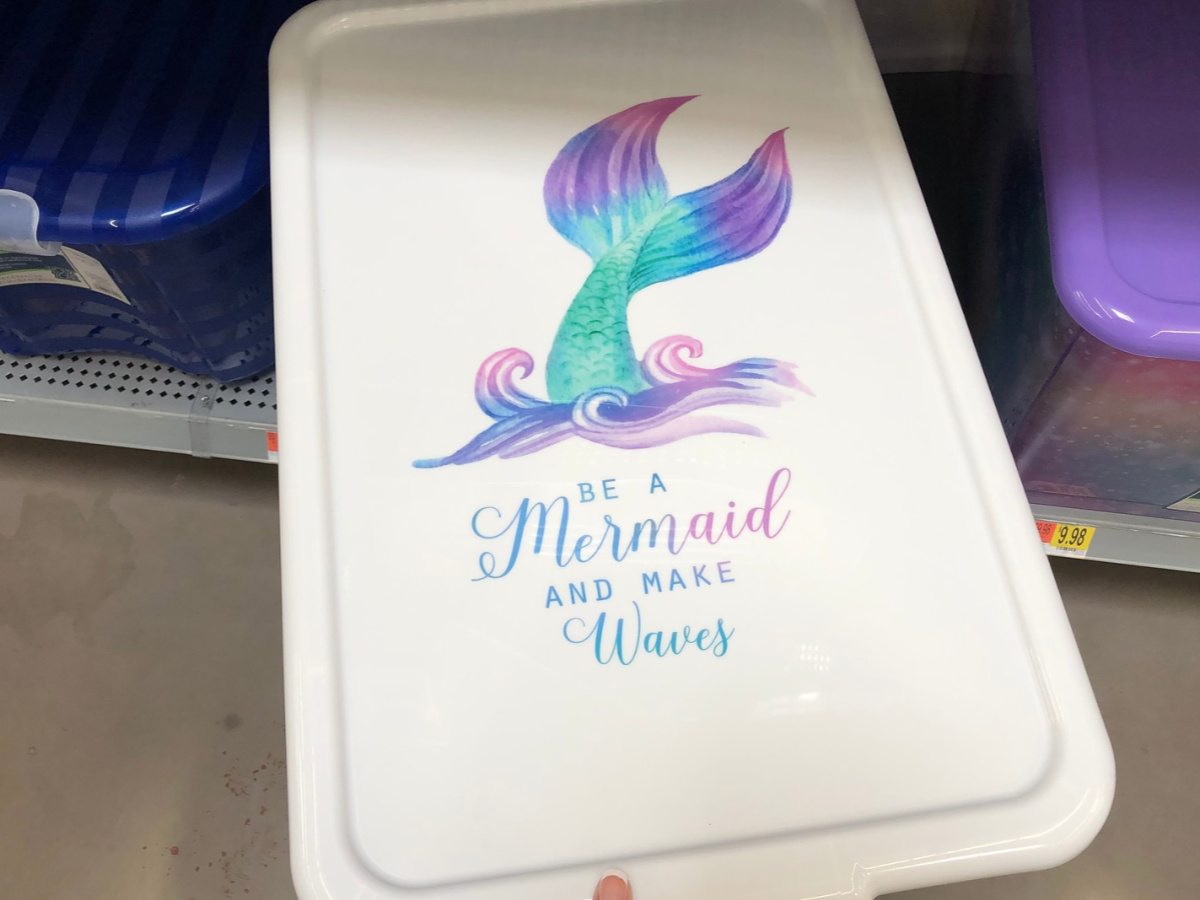 BE A
Mermaid
AND MAKE
Waves
9.98